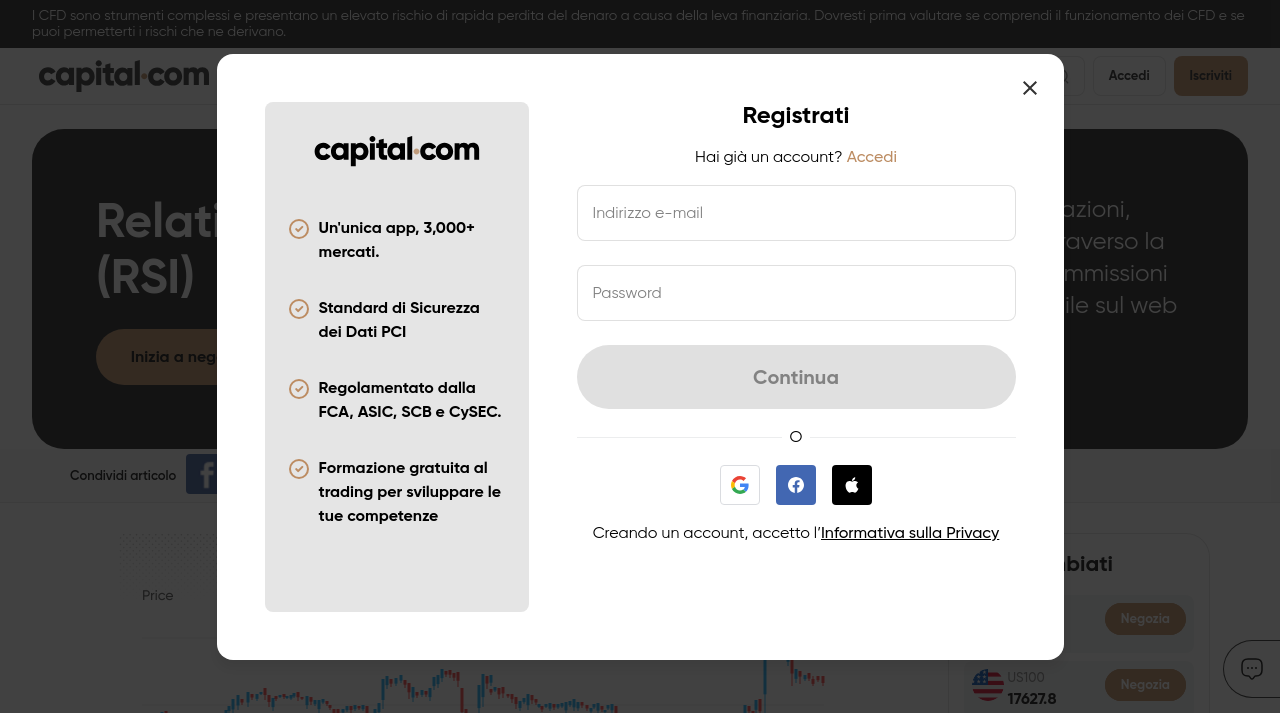 I CFD sono strumenti complessi e presentano un elevato rischio di rapida perdita del denaro a causa della leva finanziaria. Dovresti prima valutare se comprendi il funzionamento dei CFD e se
puoi permetterti i rischi che ne derivano.
capital.com
Accedi
Iscriviti
Relati
(RSI)
Inizia a neg
azioni,
raverso la
mmissioni
ile sul web
Condividi articolo
Price
biati
Negozia
US100
17627.8
Negozia
capital.com
Un'unica app, 3,000+
mercati.
Standard di Sicurezza
dei Dati PCI
Regolamentato dalla
FCA, ASIC, SCB e CySEC.
Formazione gratuita al
trading per sviluppare le
tue competenze
Registrati
Hai già un account? Accedi
Indirizzo e-mail
Password
Continua
O
Creando un account, accetto l’Informativa sulla Privacy